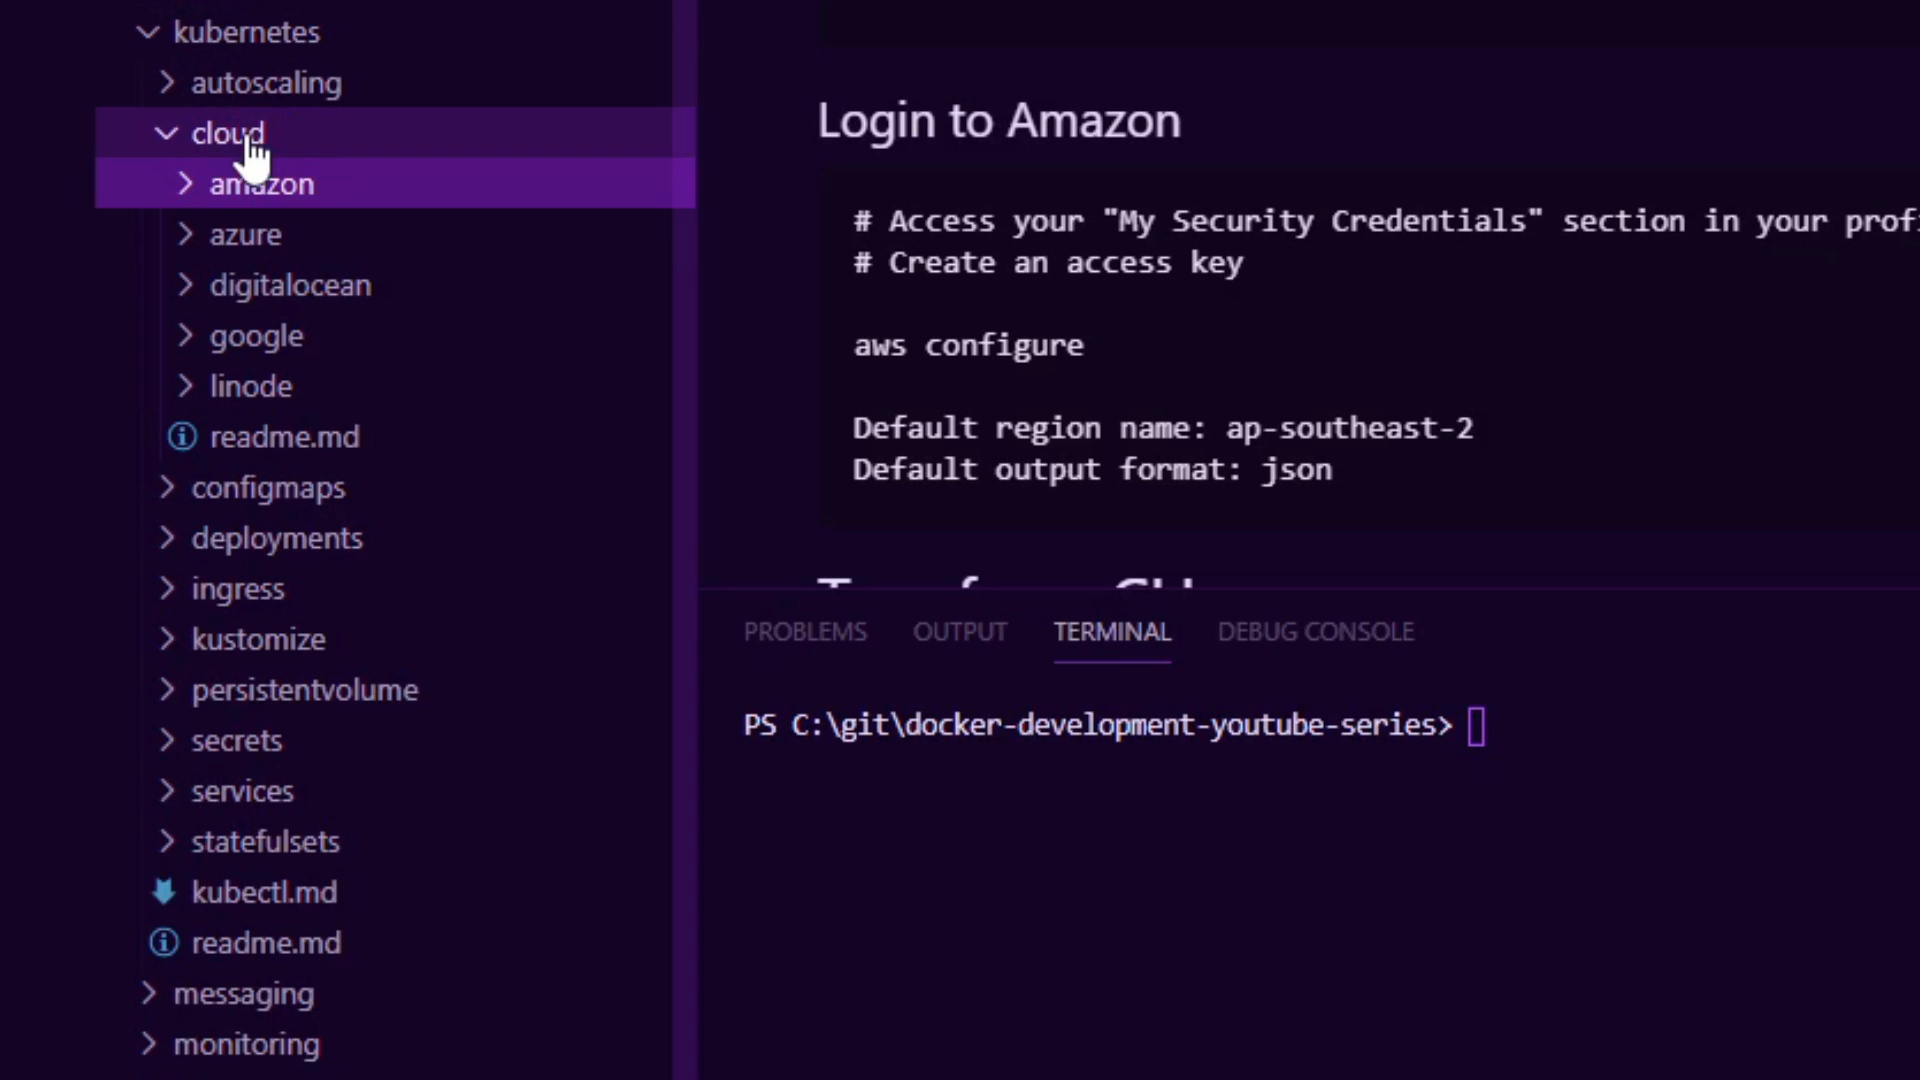 kubernetes
autoscaling
cloud
amazon
azure
digitalocean
google
linode
readme.md
configmaps
deployments
ingress
kustomize
persistentvolume
secrets
services
statefulsets
kubectl.md
readme.md
messaging
monitoring
Login to Amazon
# Access your "My Security Credentials" section in your
# Create an access key
aws configure
Default region name: ap-southeast-2
Default output format: json
PROBLEMS OUTPUT TERMINAL DEBUG CONSOLE
PS C:\git\docker-development-youtube-series>